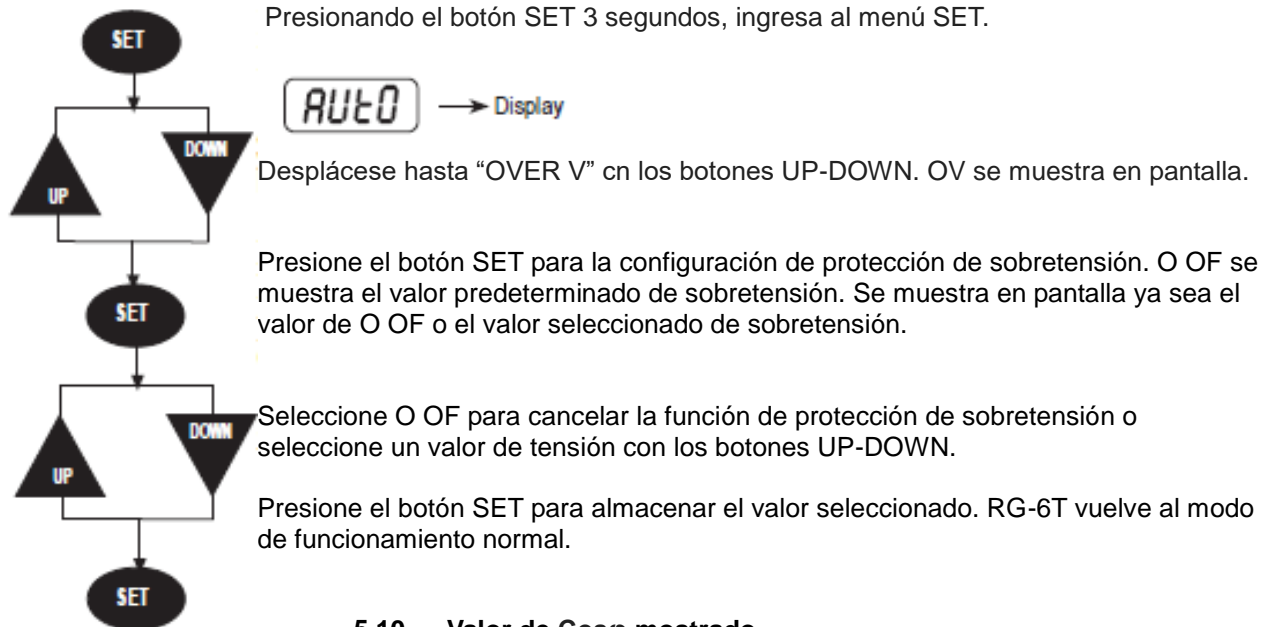 Presionando el botón SET 3 segundos, ingresa al menú SET.
SET
AUtO → Display
DOWN
UP
Desplácese hasta “OVER V” cn los botones UP-DOWN. OV se muestra en pantalla.
Presione el botón SET para la configuración de protección de sobretensión. O OF se
muestra el valor predeterminado de sobretensión. Se muestra en pantalla ya sea el
valor de O OF o el valor seleccionado de sobretensión.
SET
Seleccione O OF para cancelar la función de protección de sobretensión o
seleccione un valor de tensión con los botones UP-DOWN.
DOWN
UP
Presione el botón SET para almacenar el valor seleccionado. RG-6T vuelve al modo
de funcionamiento normal.
SET
5.10 Valor de mostrado